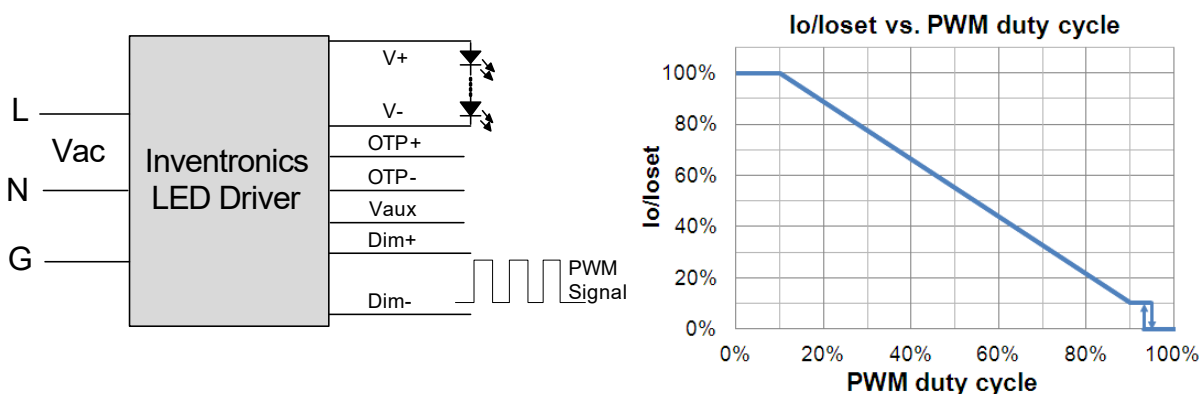 L
Vac
N
G
Inventronics
LED Driver
V+
V-
OTP+
OTP-
Vaux
Dim+
Dim-
PWM
Signal
Io/Ioset vs. PWM duty cycle
Io/Ioset
100%
80%
60%
40%
20%
0%
0%
20%
40%
60%
80%
100%
PWM duty cycle